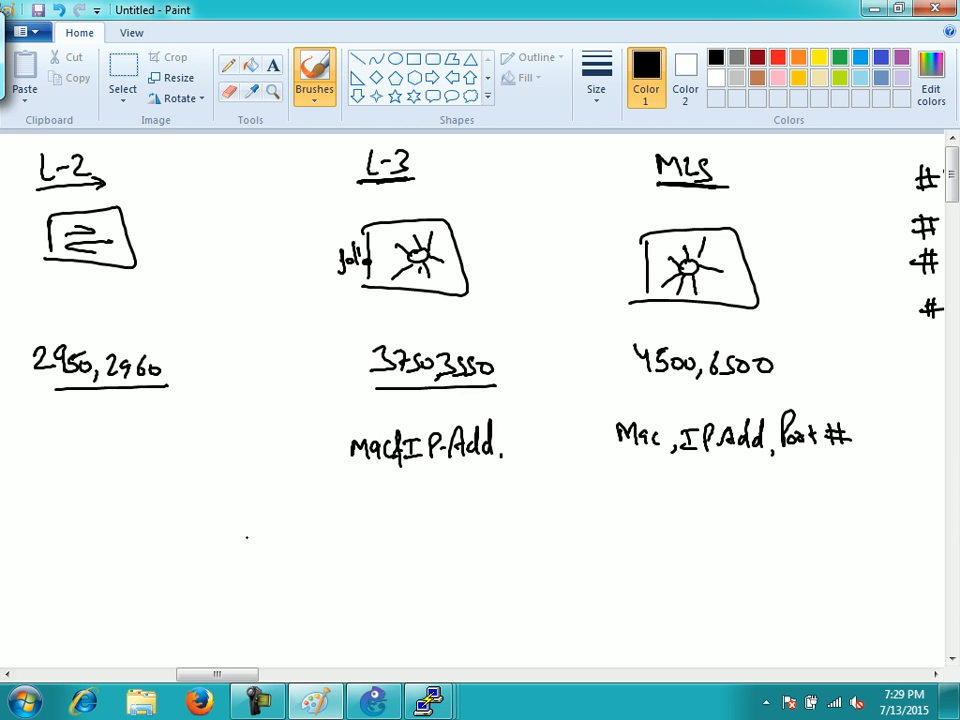 Untitled - Paint
Home View
Cut
Copy
Paste
Clipboard
Select
Crop
Resize
Rotate
Image
Tools
A
Brushes
Outline
Fill
Shapes
Size
Color 1
Color 2
Edit colors
Colors
L-2 L-3 MLS
#
#
#
#
2950, 2960 3750,3550 4500, 6500
Mac&IP-Add. Mac, IP Add, Port #
7:29 PM
7/13/2015